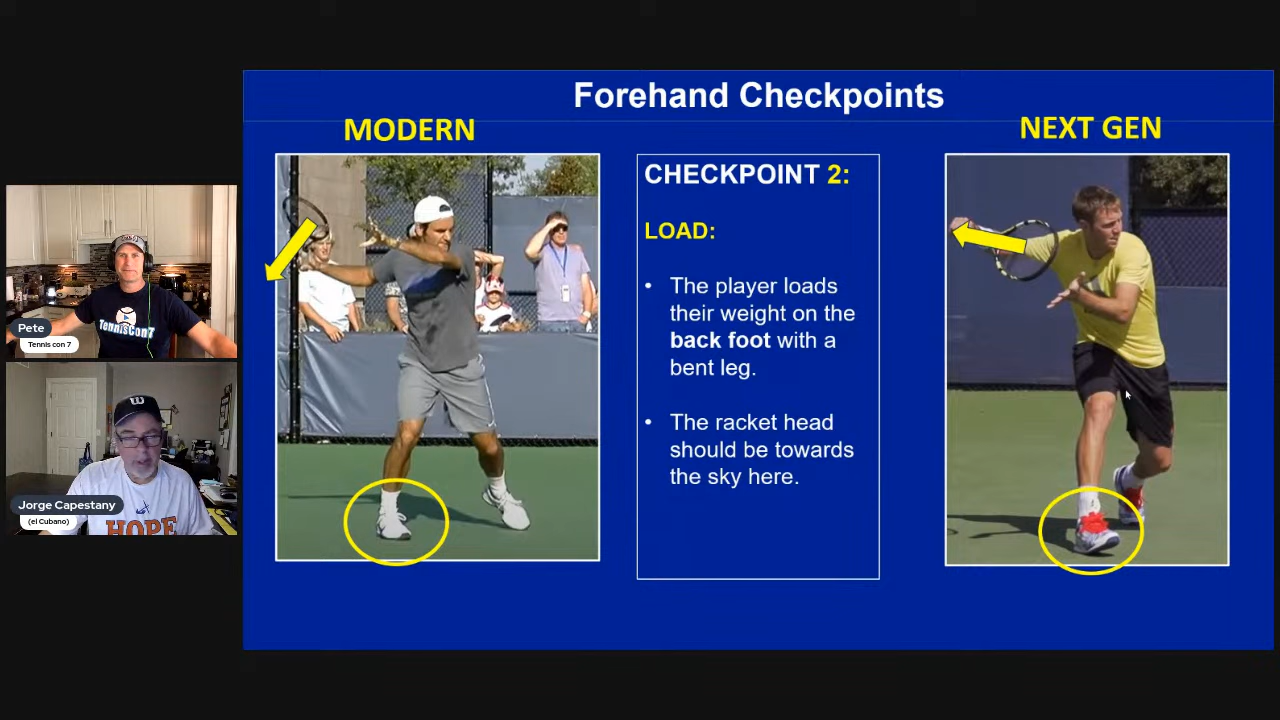 Forehand Checkpoints
MODERN
NEXT GEN
CHECKPOINT 2:
LOAD:
• The player loads
their weight on the
back foot with a
bent leg.
• The racket head
should be towards
the sky here.
TennisCon7
Pete
Tennis con 7
W
Jorge Capestany
(el Cubano)
HOPE